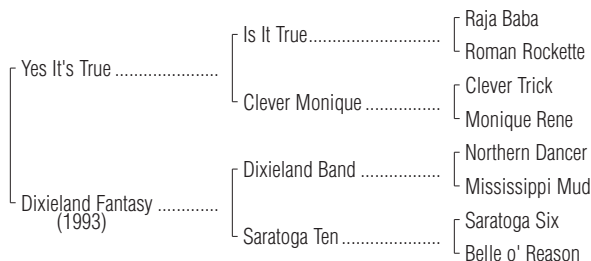 Raja Baba
Is It True
Roman Rockette
Yes It's True
Clever Trick
Clever Monique
Monique Rene
Northern Dancer
Dixieland Band
Mississippi Mud
Dixieland Fantasy
(1993)
Saratoga Six
Saratoga Ten
Belle o' Reason